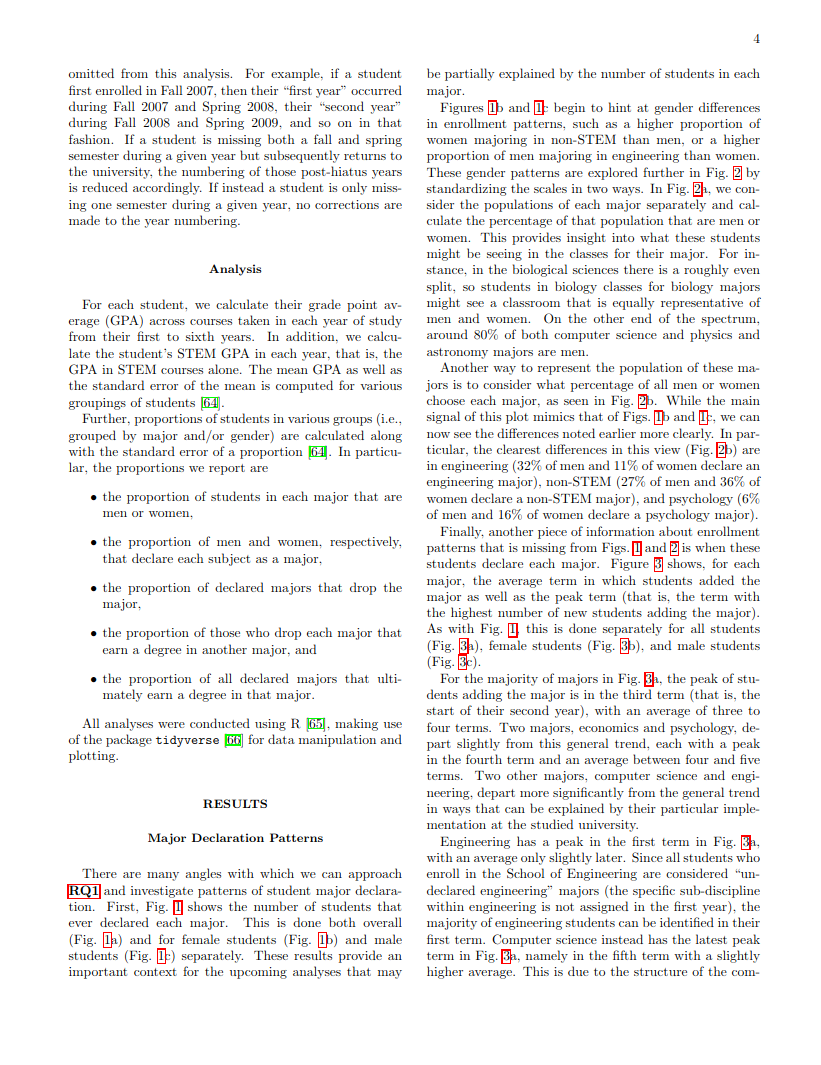 4
omitted from this analysis. For example, if a student
first enrolled in Fall 2007, then their “first year” occurred
during Fall 2007 and Spring 2008, their “second year”
during Fall 2008 and Spring 2009, and so on in that
fashion. If a student is missing both a fall and spring
semester during a given year but subsequently returns to
the university, the numbering of those post-hiatus years
is reduced accordingly. If instead a student is only miss-
ing one semester during a given year, no corrections are
made to the year numbering.
Analysis
For each student, we calculate their grade point av-
erage (GPA) across courses taken in each year of study
from their first to sixth years. In addition, we calcu-
late the student’s STEM GPA in each year, that is, the
GPA in STEM courses alone. The mean GPA as well as
the standard error of the mean is computed for various
groupings of students [64].
Further, proportions of students in various groups (i.e.,
grouped by major and/or gender) are calculated along
with the standard error of a proportion [64]. In particu-
lar, the proportions we report are
• the proportion of students in each major that are
men or women,
• the proportion of men and women, respectively,
that declare each subject as a major,
• the proportion of declared majors that drop the
major,
• the proportion of those who drop each major that
earn a degree in another major, and
• the proportion of all declared majors that ulti-
mately earn a degree in that major.
All analyses were conducted using R [65], making use
of the package tidyverse [66] for data manipulation and
plotting.
RESULTS
Major Declaration Patterns
There are many angles with which we can approach
RQ1 and investigate patterns of student major declara-
tion. First, Fig. 1 shows the number of students that
ever declared each major. This is done both overall
(Fig. 1a) and for female students (Fig. 1b) and male
students (Fig. 1c) separately. These results provide an
important context for the upcoming analyses that may
be partially explained by the number of students in each
major.
Figures 1b and 1c begin to hint at gender differences
in enrollment patterns, such as a higher proportion of
women majoring in non-STEM than men, or a higher
proportion of men majoring in engineering than women.
These gender patterns are explored further in Fig. 2 by
standardizing the scales in two ways. In Fig. 2a, we con-
sider the populations of each major separately and cal-
culate the percentage of that population that are men or
women. This provides insight into what these students
might be seeing in the classes for their major. For in-
stance, in the biological sciences there is a roughly even
split, so students in biology classes for biology majors
might see a classroom that is equally representative of
men and women. On the other end of the spectrum,
around 80% of both computer science and physics and
astronomy majors are men.
Another way to represent the population of these ma-
jors is to consider what percentage of all men or women
choose each major, as seen in Fig. 2b. While the main
signal of this plot mimics that of Figs. 1b and 1c, we can
now see the differences noted earlier more clearly. In par-
ticular, the clearest differences in this view (Fig. 2b) are
in engineering (32% of men and 11% of women declare an
engineering major), non-STEM (27% of men and 36% of
women declare a non-STEM major), and psychology (6%
of men and 16% of women declare a psychology major).
Finally, another piece of information about enrollment
patterns that is missing from Figs. 1 and 2 is when these
students declare each major. Figure 3 shows, for each
major, the average term in which students added the
major as well as the peak term (that is, the term with
the highest number of new students adding the major).
As with Fig. 1, this is done separately for all students
(Fig. 3a), female students (Fig. 3b), and male students
(Fig. 3c).
For the majority of majors in Fig. 3a, the peak of stu-
dents adding the major is in the third term (that is, the
start of their second year), with an average of three to
four terms. Two majors, economics and psychology, de-
part slightly from this general trend, each with a peak
in the fourth term and an average between four and five
terms. Two other majors, computer science and engi-
neering, depart more significantly from the general trend
in ways that can be explained by their particular imple-
mentation at the studied university.
Engineering has a peak in the first term in Fig. 3a,
with an average only slightly later. Since all students who
enroll in the School of Engineering are considered “un-
declared engineering” majors (the specific sub-discipline
within engineering is not assigned in the first year), the
majority of engineering students can be identified in their
first term. Computer science instead has the latest peak
term in Fig. 3a, namely in the fifth term with a slightly
higher average. This is due to the structure of the com-